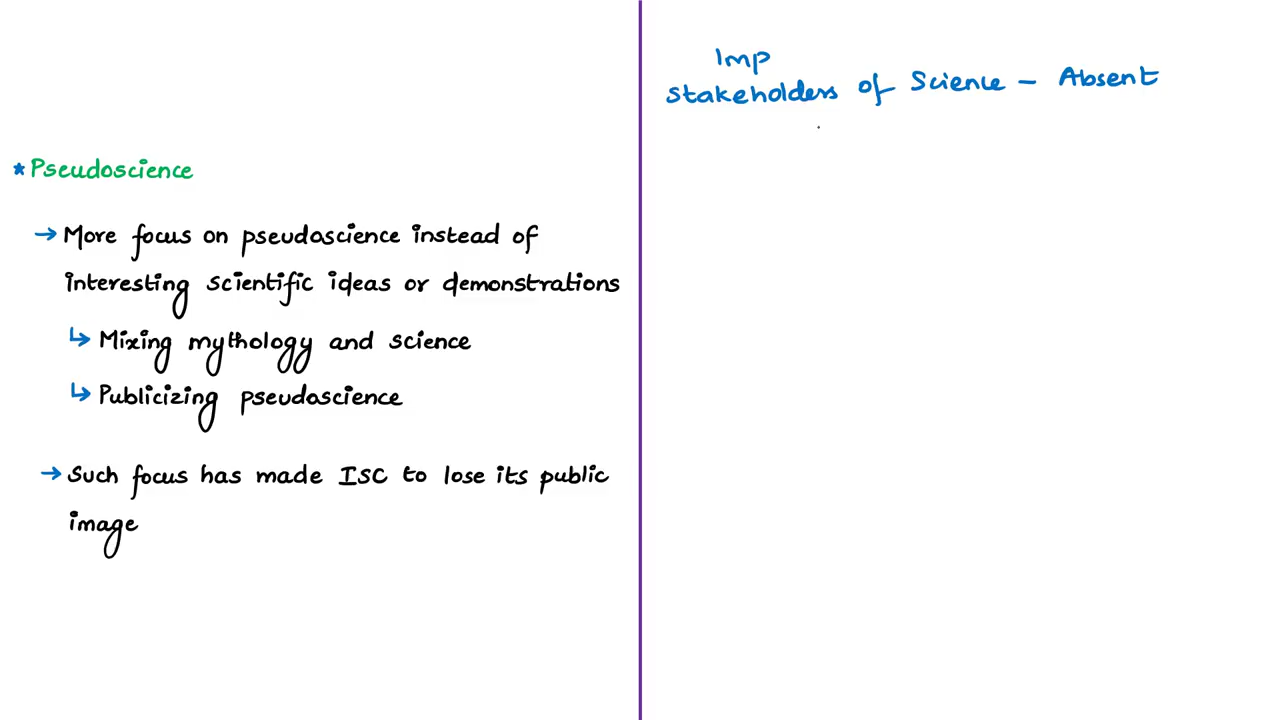 * Pseudoscience
→ More focus on pseudoscience instead of
interesting scientific ideas or demonstrations
↳ Mixing mythology and science
↳ Publicizing pseudoscience
→ Such focus has made ISC to lose its public
image
Imp
stakeholders of Science - Absent